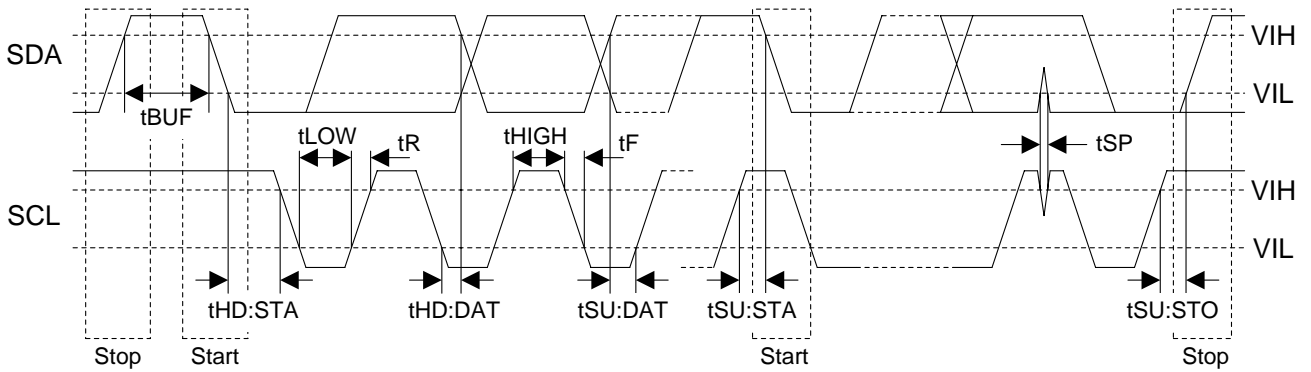 SDA
VIH
VIL
tBUF
tLOW
tR
tHIGH
tF
tSP
SCL
VIH
VIL
tHD:STA
tHD:DAT
tSU:DAT
tSU:STA
tSU:STO
Stop
Start
Start
Stop